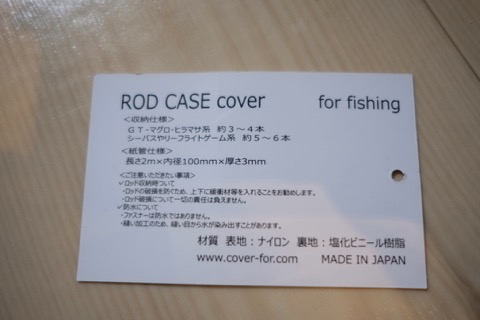 ROD CASE cover for fishing
＜収納仕様＞
ＧＴ・マグロ・ヒラマサ系 約３～４本
シーバスやリーフライトゲーム系 約５～６本
＜紙管仕様＞
長さ2m×内径100mm×厚さ3mm
＜ご注意いただきたい事項＞
✓ロッド収納時ついて
・ロッドの破損を防ぐため、上下に緩衝材等を入れることをお勧めします。
・ロッド破損について一切の責任は負えません。
✓防水について
・ファスナーは防水ではありません。
・縫い加工のため、縫い目から水が染み出すことがあります。
材質 表地：ナイロン 裏地：塩化ビニール樹脂
www.cover-for.com MADE IN JAPAN